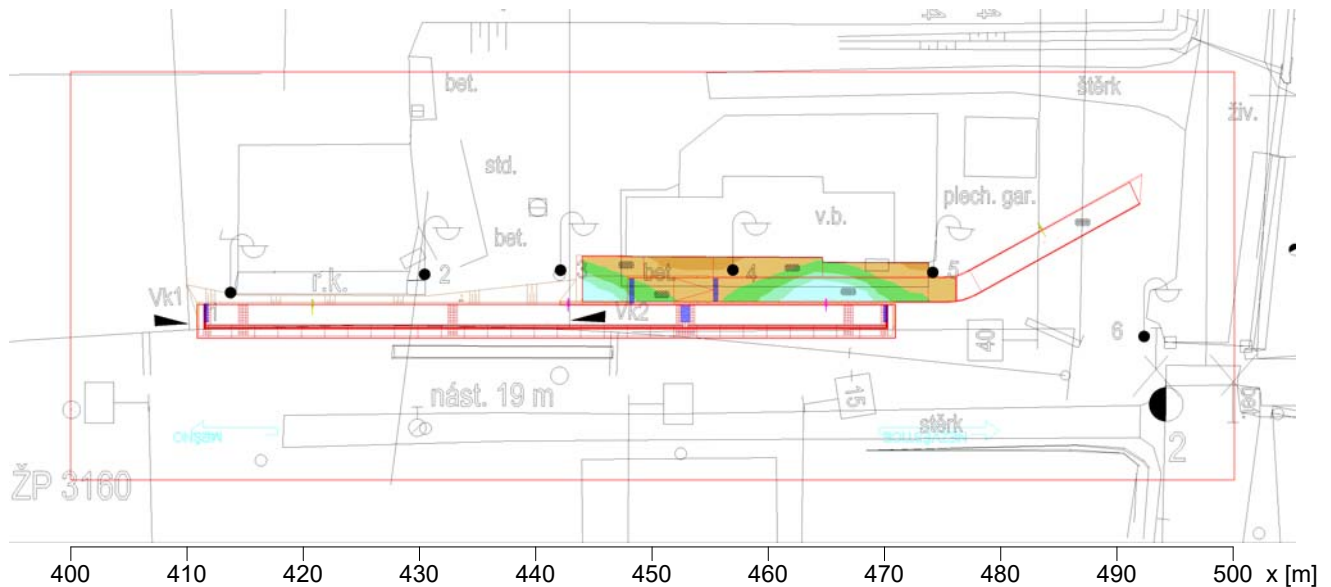 bet.
štěrk
živ.
std.
bet.
plech. gar.
v.b.
2
3
bet.
4
5
r.k.
Vk1
1
Vk2
6
40
nást. 19 m
15
štěrk
2
ŽP 3160
400 410 420 430 440 450 460 470 480 490 500 x [m]